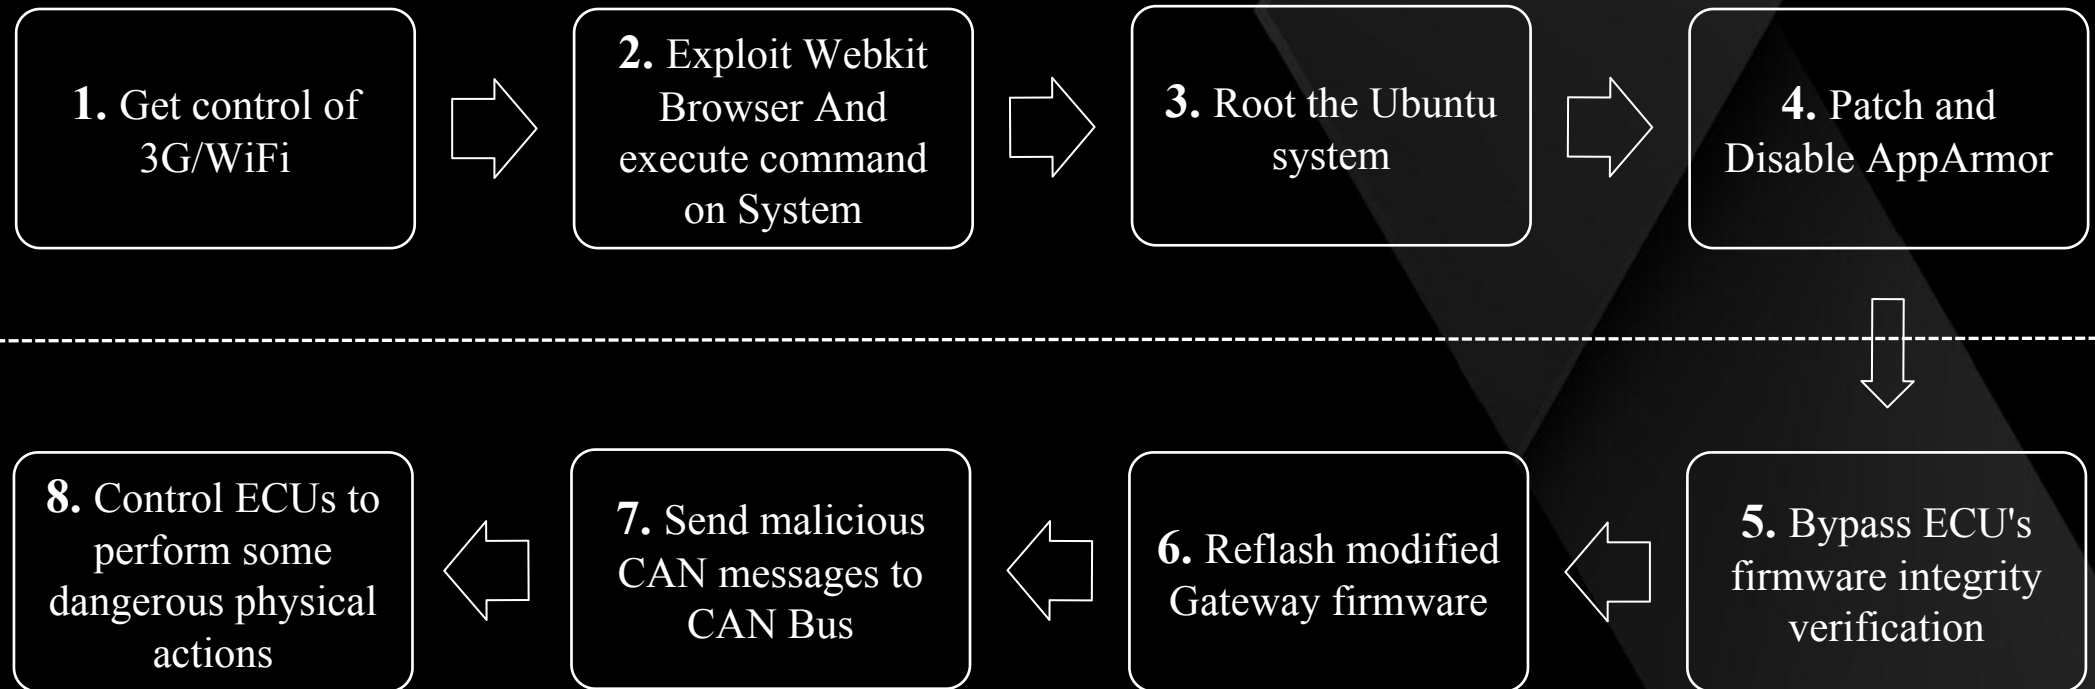 1. Get control of
3G/WiFi
2. Exploit Webkit
Browser And
execute command
on System
3. Root the Ubuntu
system
4. Patch and
Disable AppArmor
5. Bypass ECU's
firmware integrity
verification
6. Reflash modified
Gateway firmware
7. Send malicious
CAN messages to
CAN Bus
8. Control ECUs to
perform some
dangerous physical
actions